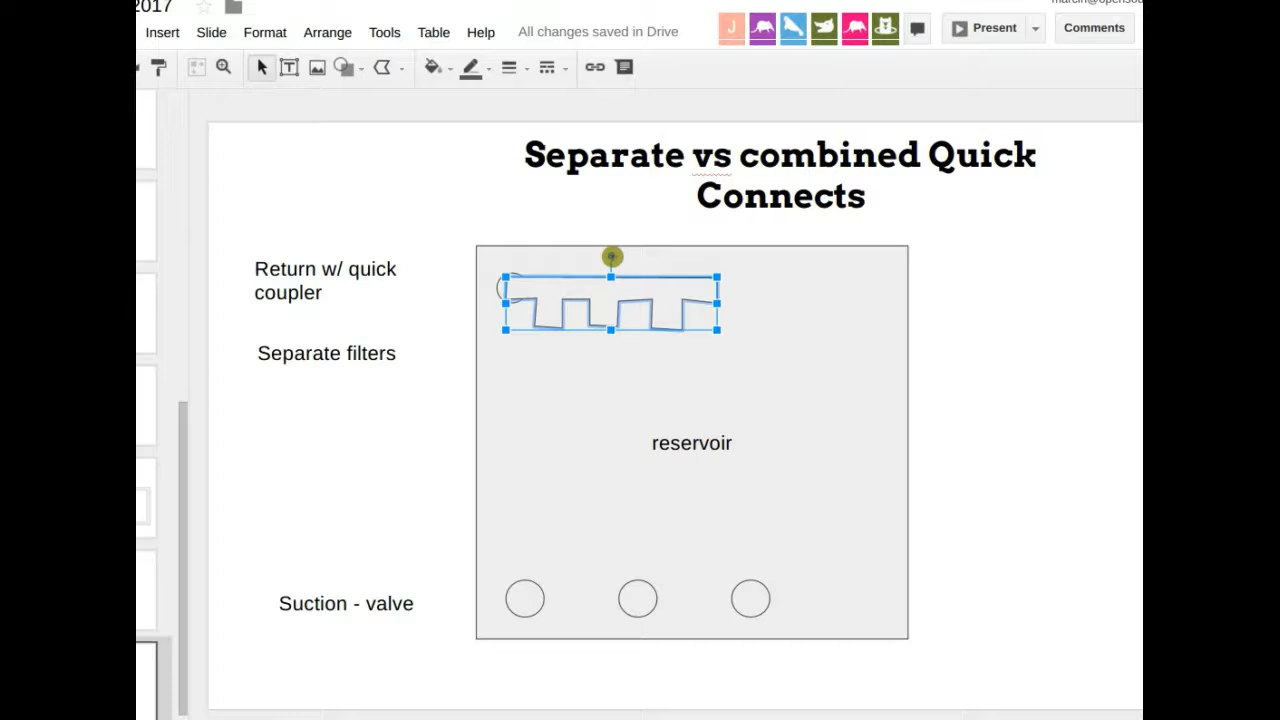 2017
Insert Slide Format Arrange Tools Table Help All changes saved in Drive J Present Comments
Separate vs combined Quick
Connects
Return w/ quick
coupler
Separate filters
reservoir
Suction - valve